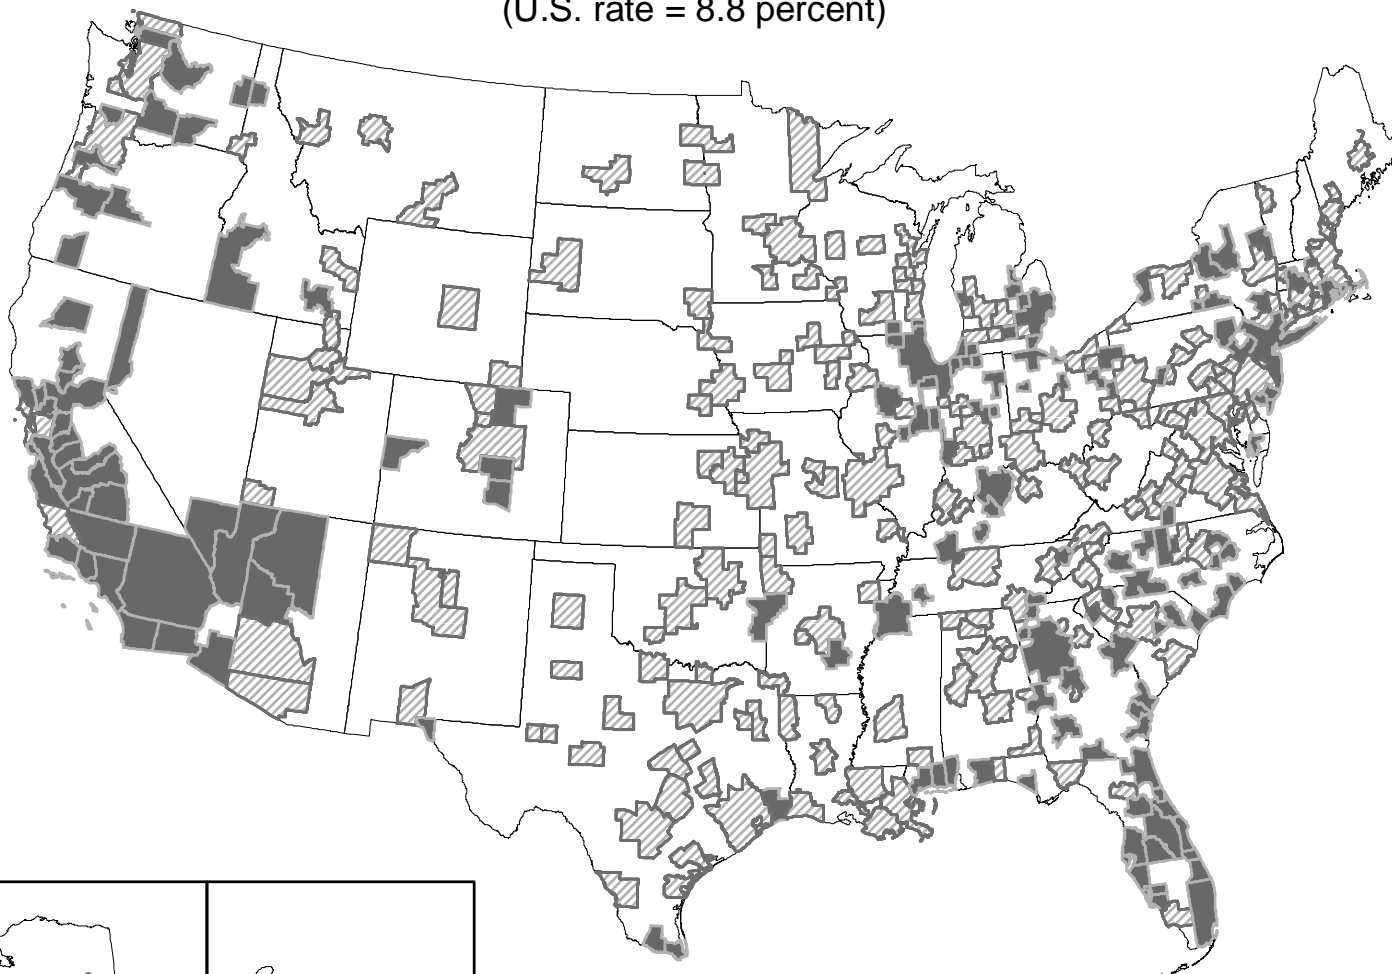 (U.S. rate = 8.8 percent)